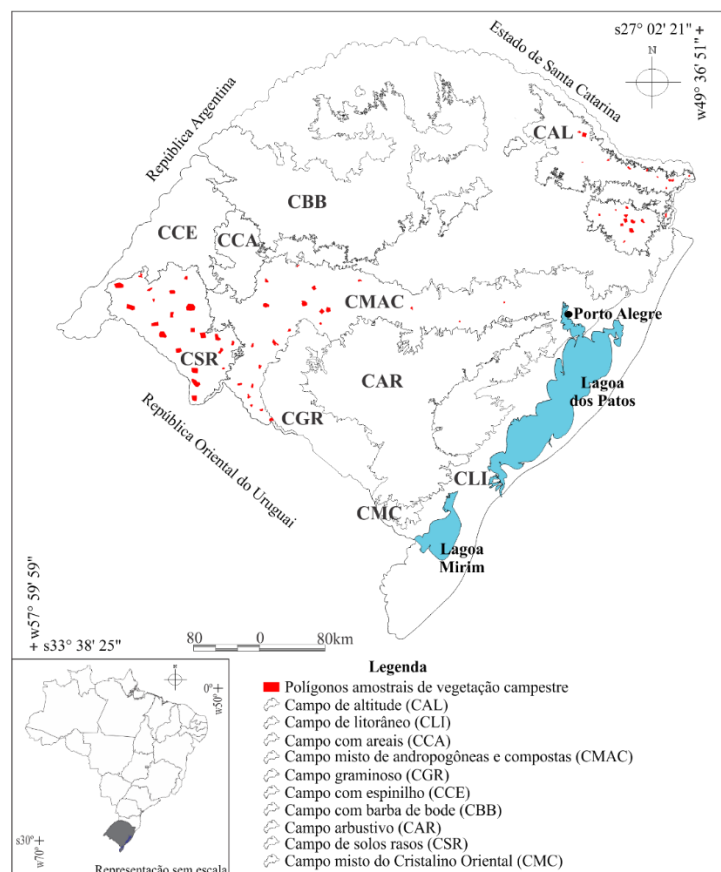 s27° 02' 21" +
w49° 36' 51" +
N
Estado de Santa Catarina
República Argentina
CAL
CBB
CCE
CCA
CMAC
Porto Alegre
CSR
CAR
Lagoa
dos Patos
República Oriental do Uruguai
CGR
CLI
CMC
Lagoa
Mirim
+ w57° 59' 59"
+ s33° 38' 25"
80 0 80km
Legenda
Polígonos amostrais de vegetação campestre
Campo de altitude (CAL)
Campo de litorâneo (CLI)
Campo com areais (CCA)
Campo misto de andropogôneas e compostas (CMAC)
Campo graminoso (CGR)
Campo com espinilho (CCE)
Campo com barba de bode (CBB)
Campo arbustivo (CAR)
Campo de solos rasos (CSR)
Campo misto do Cristalino Oriental (CMC)
0°
w50°
s30°
w70°
Representação sem escala